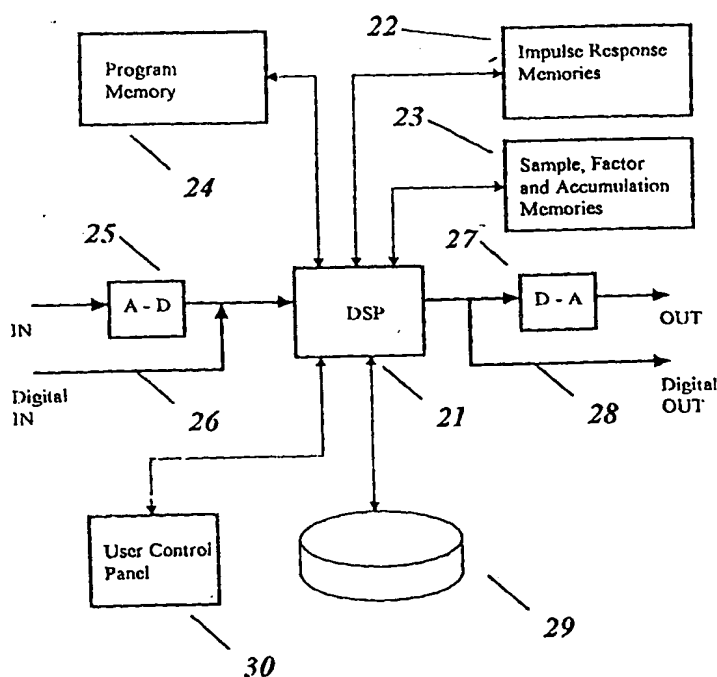 22
Impulse Response
Memories
Program
Memory
23
Sample, Factor
and Accumulation
Memories
24
25
27
A - D
DSP
D - A
IN
OUT
Digital
IN
26
21
28
Digital
OUT
User Control
Panel
29
30